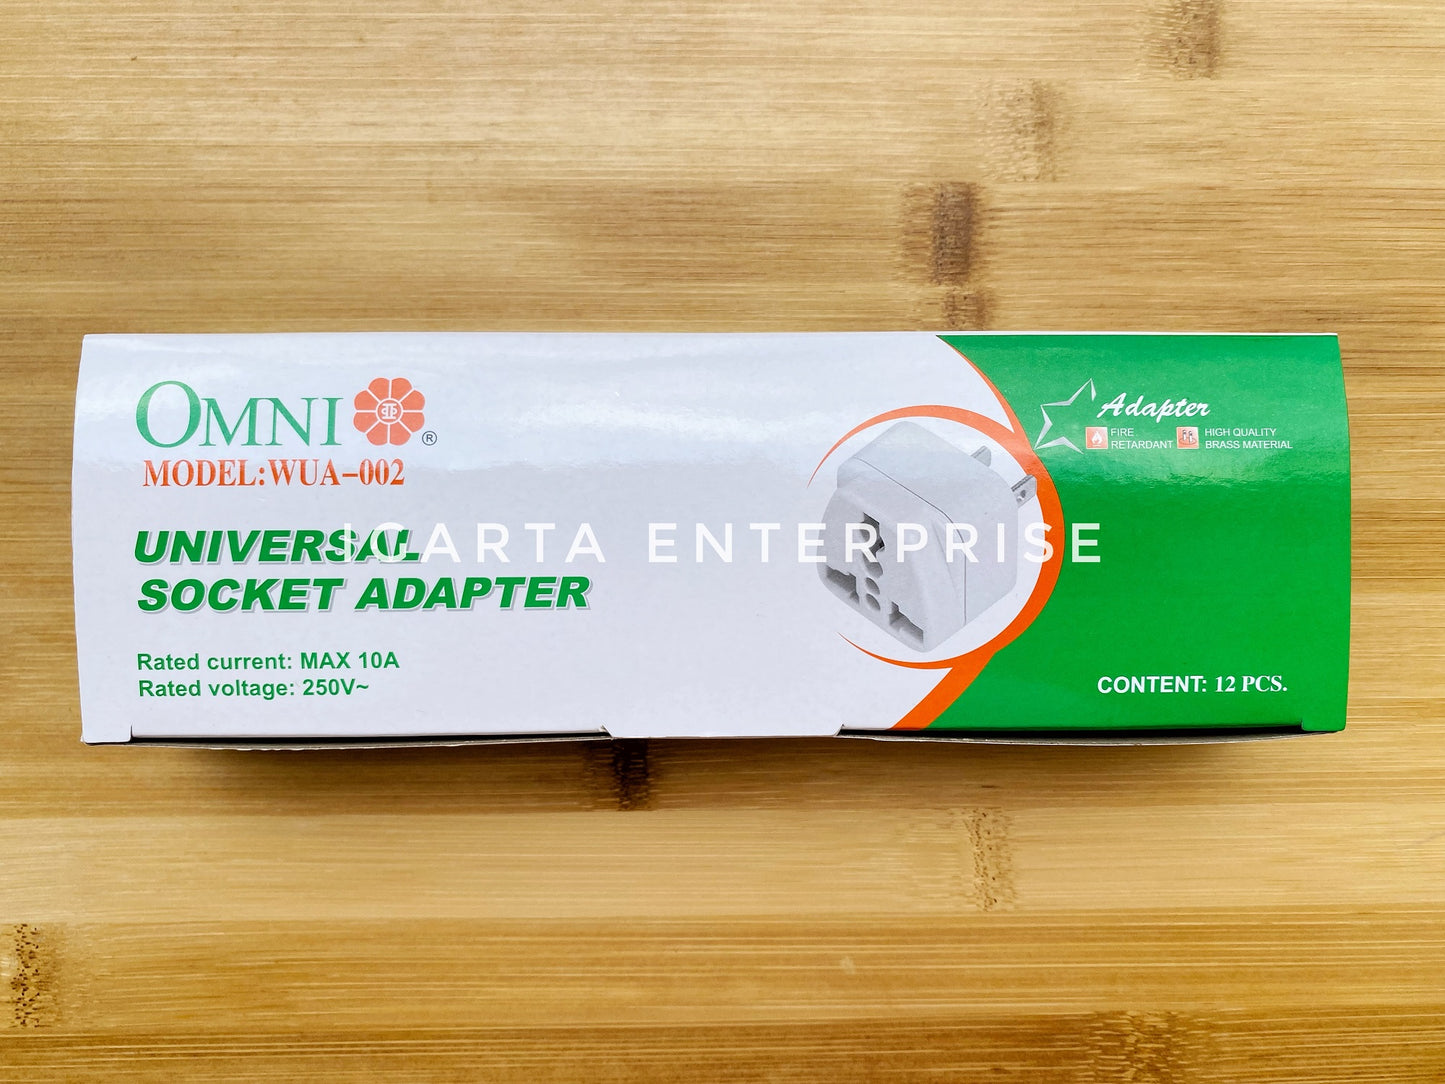 OMNI ®
MODEL:WUA-002
UNIVERSAL
SOCKET ADAPTER
Rated current: MAX 10A
Rated voltage: 250V~
Adapter
FIRE RETARDANT
HIGH QUALITY BRASS MATERIAL
CONTENT: 12 PCS.
ICARTA ENTERPRISE